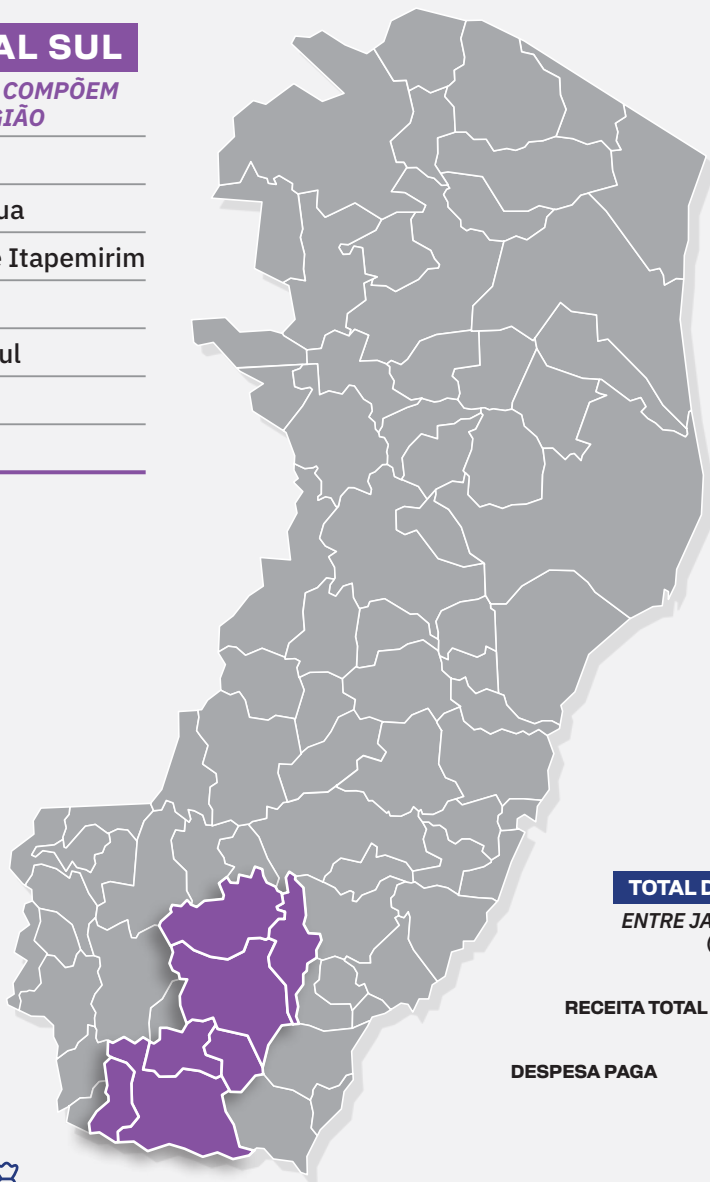 AL SUL
COMPÕEM
GIÃO
ua
e Itapemirim
ul
TOTAL D
ENTRE JA
(
RECEITA TOTAL
DESPESA PAGA